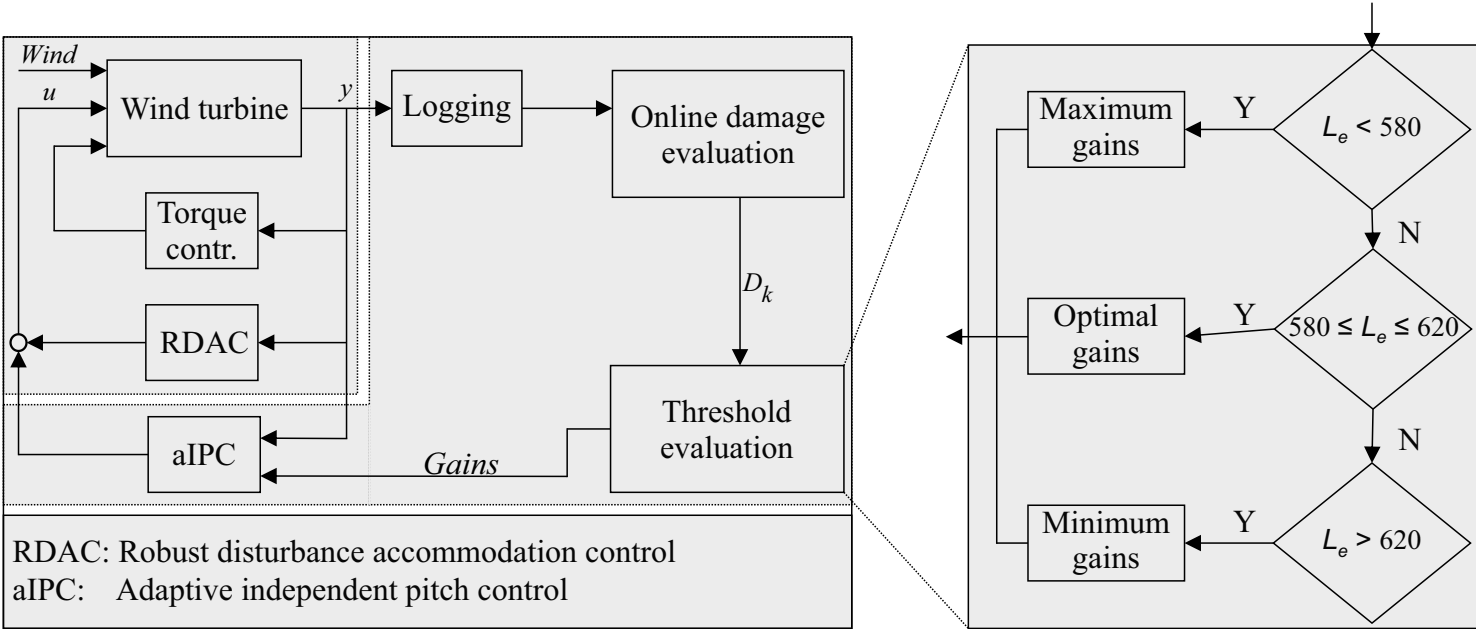 Wind
u
Wind turbine
y
Logging
Online damage
evaluation
Torque
contr.
D_k
RDAC
Threshold
evaluation
aIPC
Gains
RDAC: Robust disturbance accommodation control
aIPC: Adaptive independent pitch control
Maximum
gains
Y
L_e < 580
N
Optimal
gains
Y
580 ≤ L_e ≤ 620
N
Minimum
gains
Y
L_e > 620